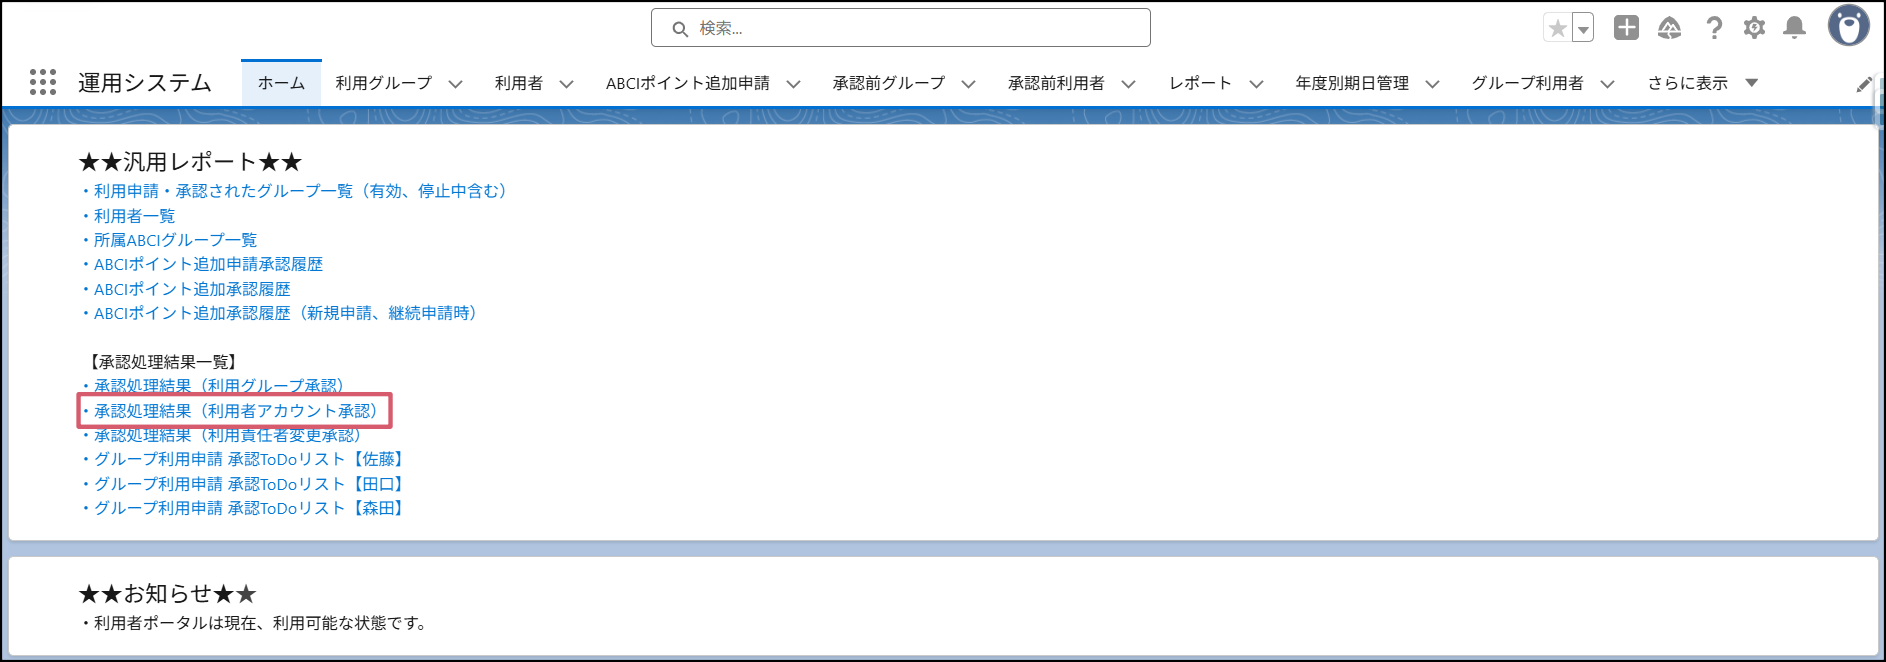 検索...
運用システム ホーム 利用グループ 利用者 ABCIポイント追加申請 承認前グループ 承認前利用者 レポート 年度別期日管理 グループ利用者 さらに表示
★★汎用レポート★★
・利用申請・承認されたグループ一覧（有効、停止中含む）
・利用者一覧
・所属ABCIグループ一覧
・ABCIポイント追加申請承認履歴
・ABCIポイント追加承認履歴
・ABCIポイント追加承認履歴（新規申請、継続申請時）
【承認処理結果一覧】
・承認処理結果（利用グループ承認）
・承認処理結果（利用者アカウント承認）
・承認処理結果（利用責任者変更承認）
・グループ利用申請 承認ToDoリスト【佐藤】
・グループ利用申請 承認ToDoリスト【田口】
・グループ利用申請 承認ToDoリスト【森田】
★★お知らせ★★
・利用者ポータルは現在、利用可能な状態です。